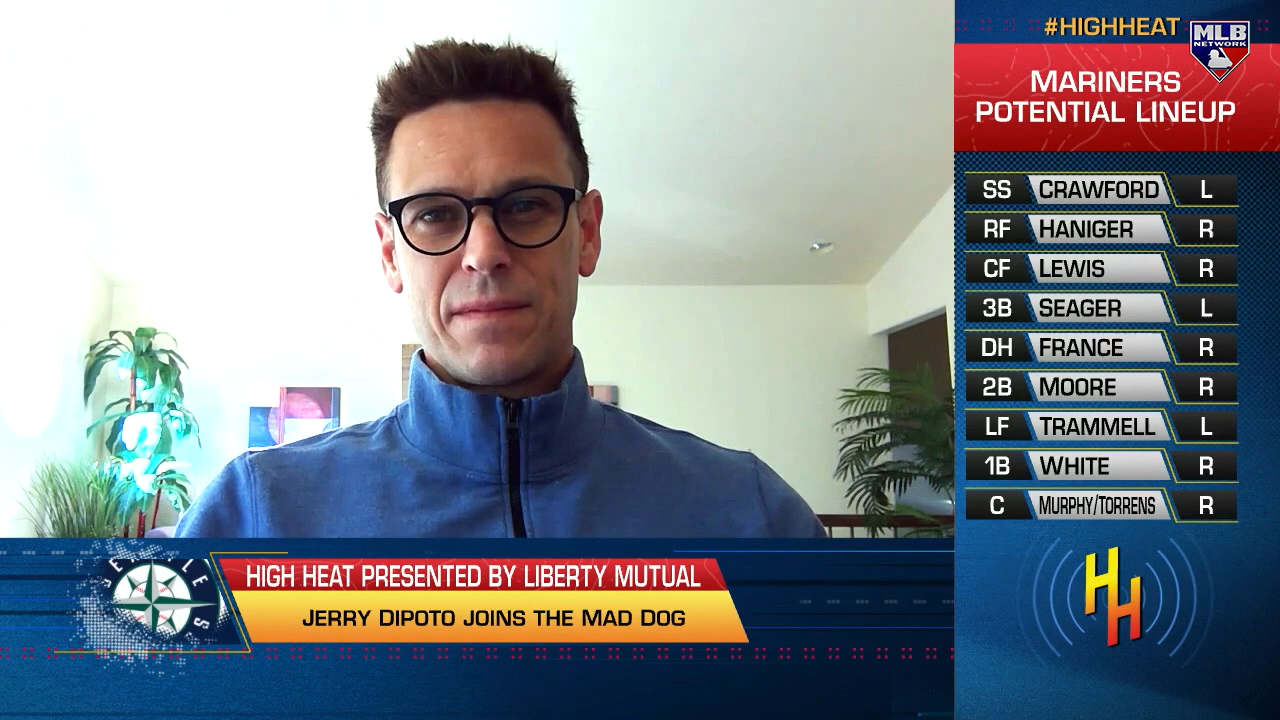 #HIGHHEAT
MLB
NETWORK
MARINERS
POTENTIAL LINEUP
SS CRAWFORD L
RF HANIGER R
CF LEWIS R
3B SEAGER L
DH FRANCE R
2B MOORE R
LF TRAMMELL L
1B WHITE R
C MURPHY/TORRENS R
HH
SEATTLE
HIGH HEAT PRESENTED BY LIBERTY MUTUAL
JERRY DIPOTO JOINS THE MAD DOG